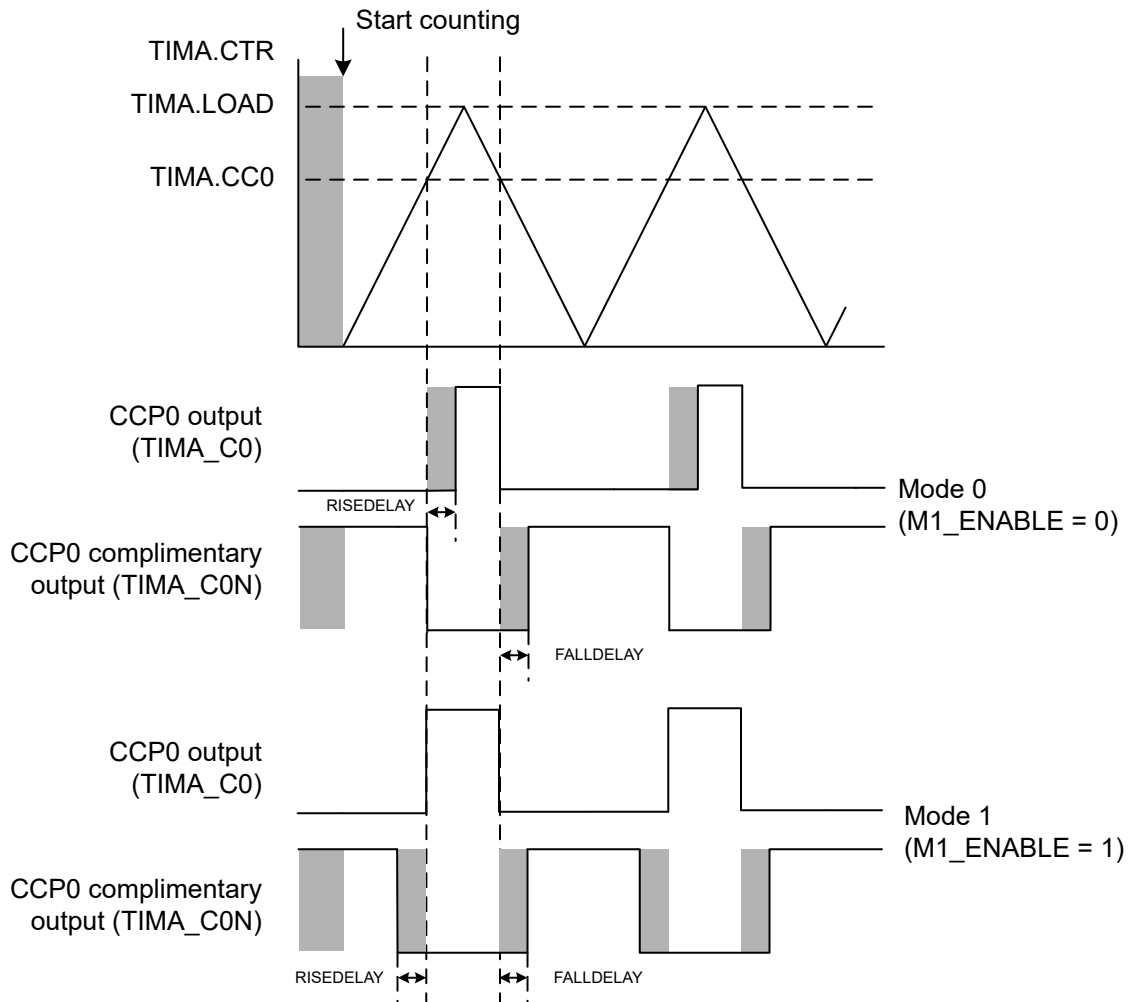 Start counting
TIMA.CTR
TIMA.LOAD
TIMA.CC0
CCP0 output
(TIMA_C0)
RISEDELAY
Mode 0
(M1_ENABLE = 0)
CCP0 complimentary
output (TIMA_C0N)
FALLDELAY
CCP0 output
(TIMA_C0)
Mode 1
(M1_ENABLE = 1)
CCP0 complimentary
output (TIMA_C0N)
RISEDELAY
FALLDELAY